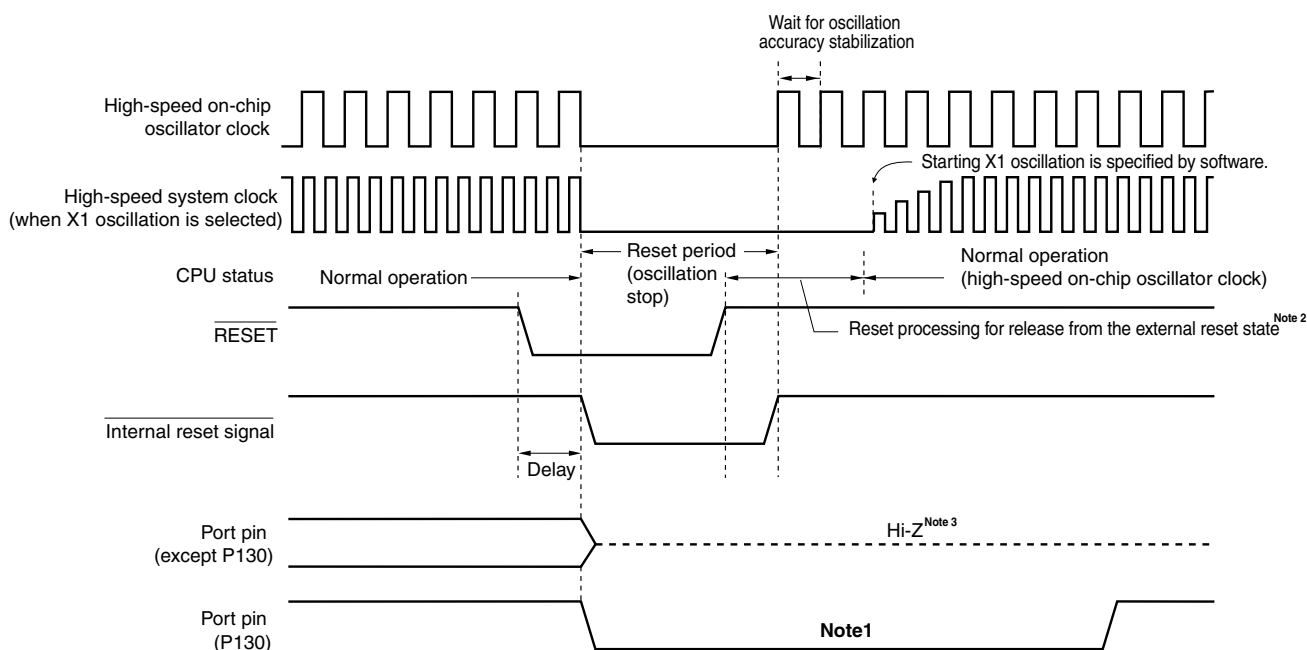 Wait for oscillation
accuracy stabilization
High-speed on-chip
oscillator clock
Starting X1 oscillation is specified by software.
High-speed system clock
(when X1 oscillation is selected)
CPU status
Normal operation
Reset period
(oscillation
stop)
Normal operation
(high-speed on-chip oscillator clock)
RESET
Reset processing for release from the external reset state Note 2
Internal reset signal
Delay
Port pin
(except P130)
Hi-Z Note 3
Port pin
(P130)
Note1